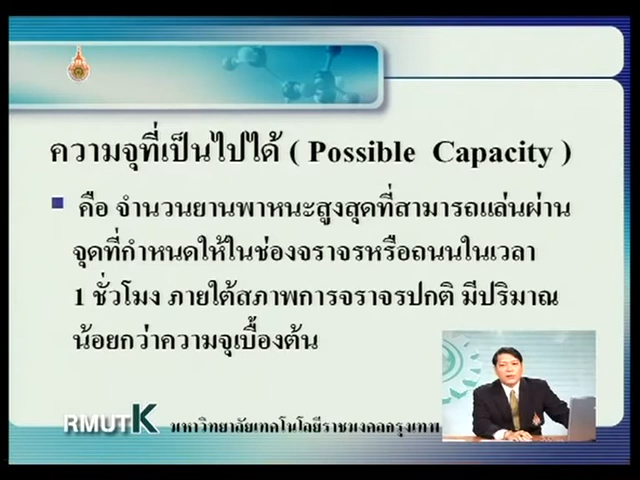 ความจุที่เป็นไปได้ ( Possible Capacity )
คือ จำนวนยานพาหนะสูงสุดที่สามารถแล่นผ่าน
จุดที่กำหนดให้ในช่องจราจรหรือถนนในเวลา
1 ชั่วโมง ภายใต้สภาพการจราจรปกติ มีปริมาณ
น้อยกว่าความจุเบื้องต้น
RMUTK มหาวิทยาลัยเทคโนโลยีราชมงคลกรุงเทพ